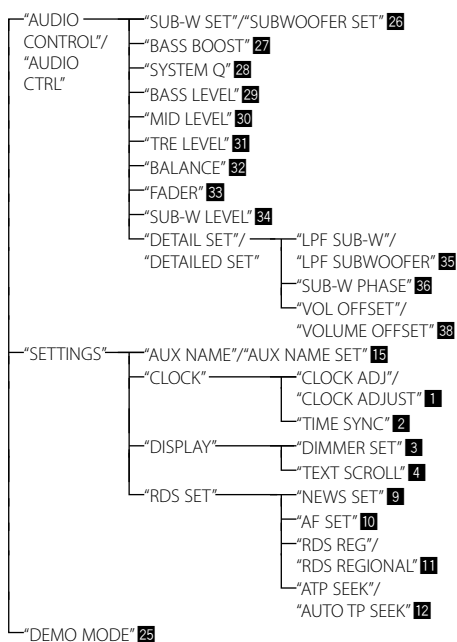 “AUDIO CONTROL”/ “AUDIO CTRL”
“SUB-W SET”/“SUBWOOFER SET” 26
“BASS BOOST” 27
“SYSTEM Q” 28
“BASS LEVEL” 29
“MID LEVEL” 30
“TRE LEVEL” 31
“BALANCE” 32
“FADER” 33
“SUB-W LEVEL” 34
“DETAIL SET”/
“DETAILED SET”
“LPF SUB-W”/
“LPF SUBWOOFER” 35
“SUB-W PHASE” 36
“VOL OFFSET”/
“VOLUME OFFSET” 38
“SETTINGS”
“AUX NAME”/“AUX NAME SET” 15
“CLOCK”
“CLOCK ADJ”/
“CLOCK ADJUST” 1
“TIME SYNC” 2
“DISPLAY”
“DIMMER SET” 3
“TEXT SCROLL” 4
“RDS SET”
“NEWS SET” 9
“AF SET” 10
“RDS REG”/
“RDS REGIONAL” 11
“ATP SEEK”/
“AUTO TP SEEK” 12
“DEMO MODE” 25